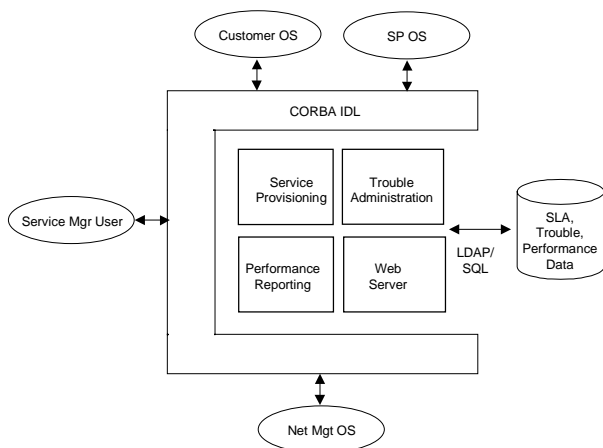 Customer OS
SP OS
CORBA IDL
Service
Provisioning
Trouble
Administration
Service Mgr User
SLA,
Trouble,
Performance
Data
LDAP/
SQL
Performance
Reporting
Web
Server
Net Mgt OS